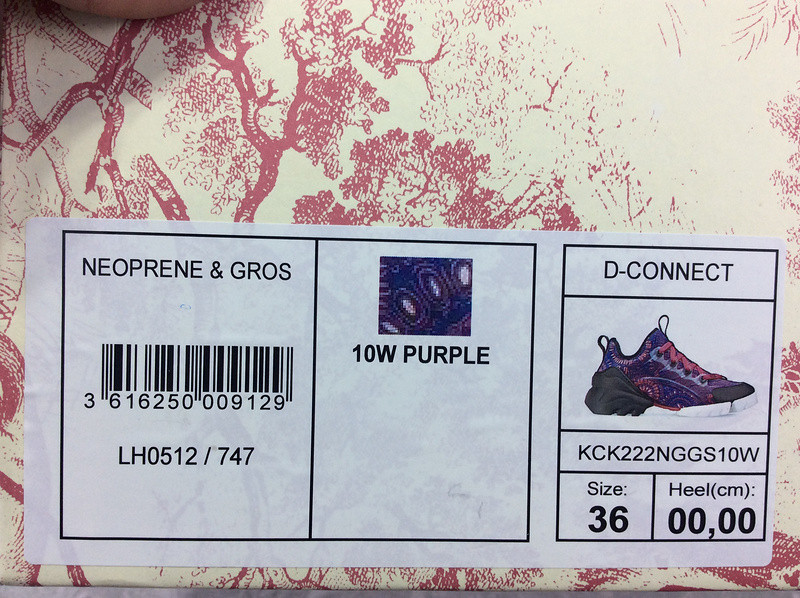 NEOPRENE & GROS
3 616250 009129
LH0512 / 747
10W PURPLE
D-CONNECT
KCK222NGGS10W
Size:
36
Heel(cm):
00,00